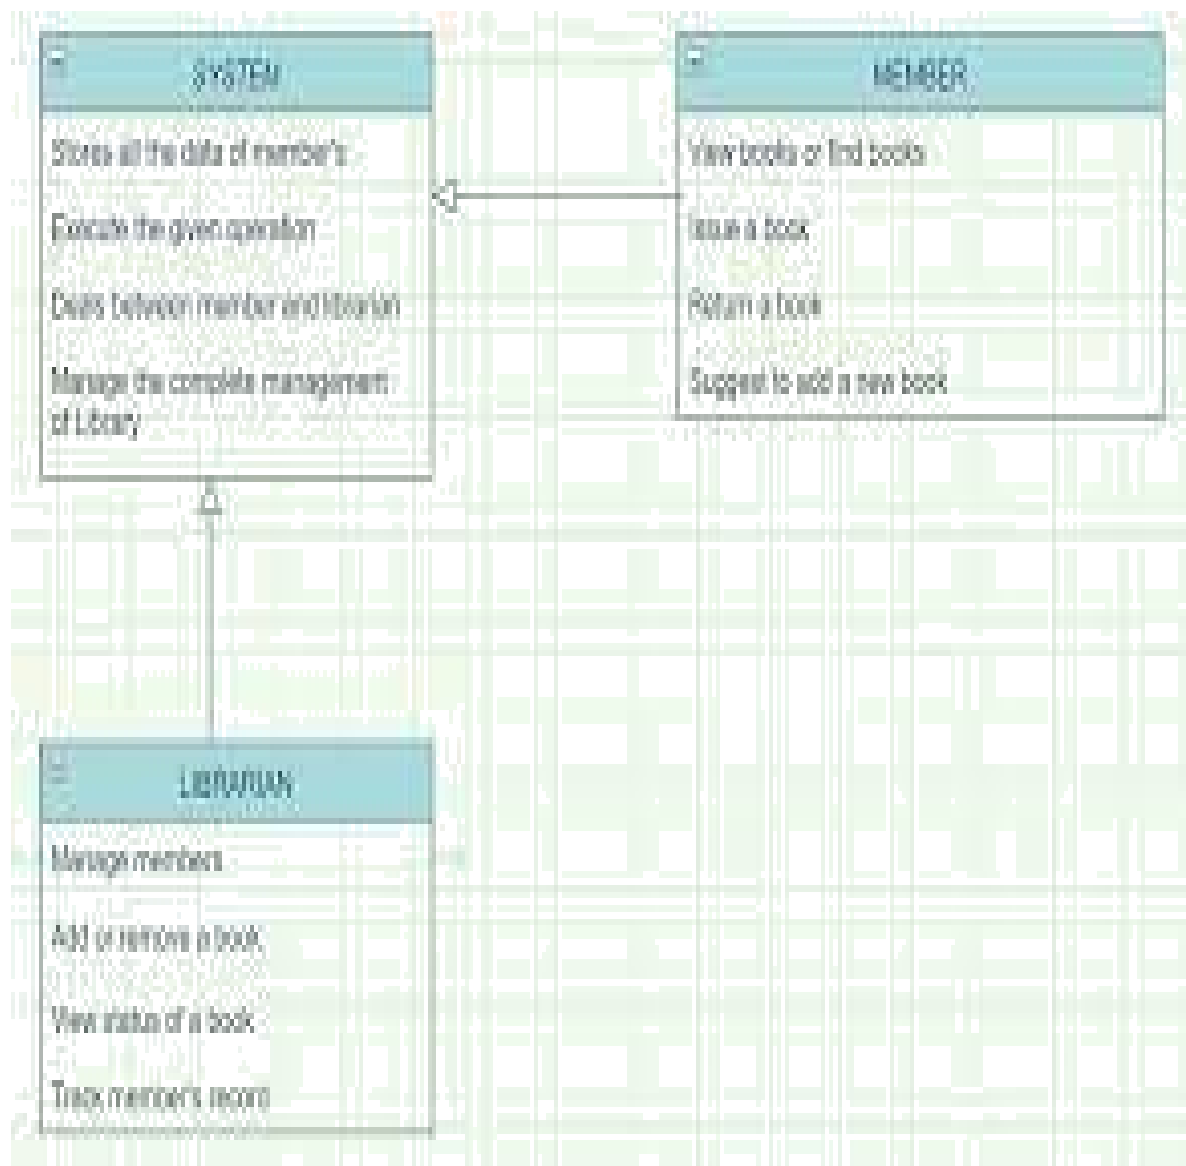 SYSTEM
Stores all the data of member's
Execute the given operation
Deals between member and librarian
Manage the complete management
of Library
MEMBER
View books or find books
Issue a book
Return a book
Suggest to add a new book
LIBRARIAN
Manage members
Add or remove a book
View status of a book
Track member's record